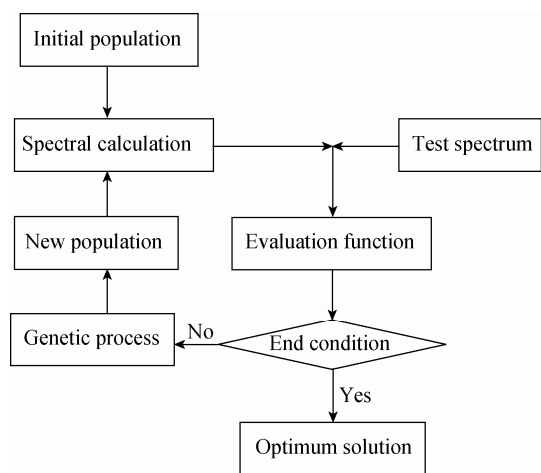 Initial population
Spectral calculation
Test spectrum
New population
Evaluation function
Genetic process
No
End condition
Yes
Optimum solution